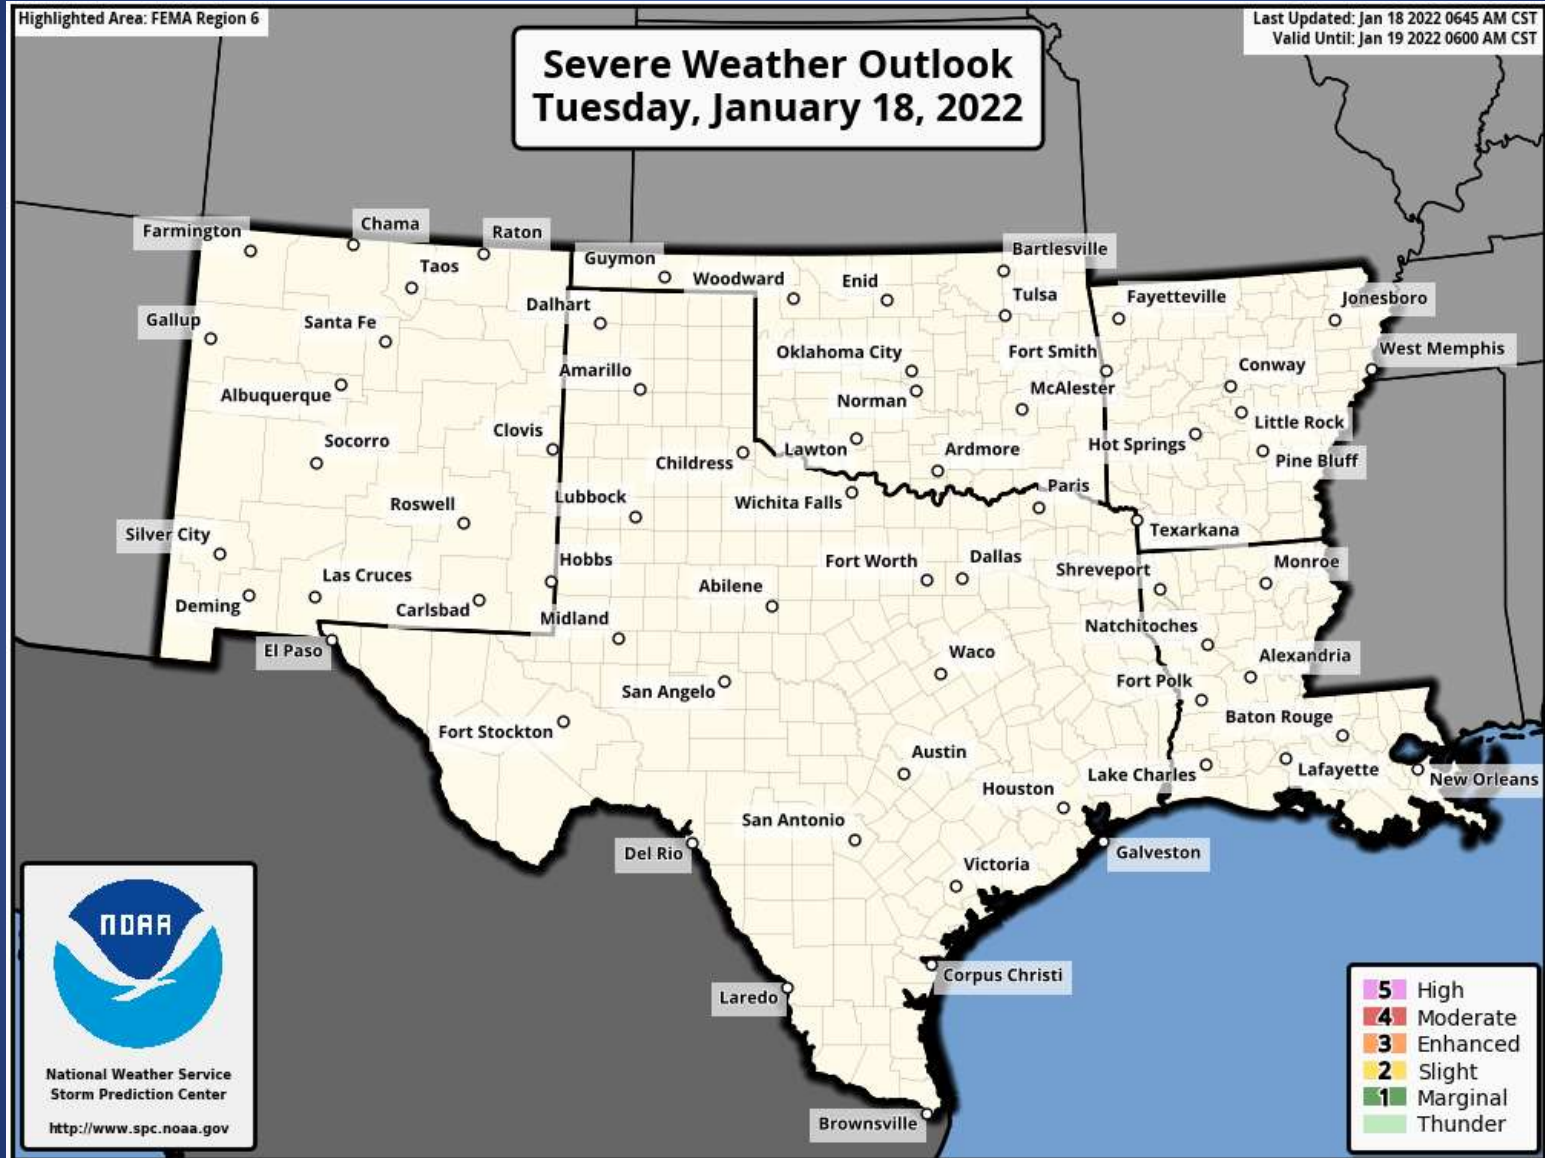 Highlighted Area: FEMA Region 6
Last Updated: Jan 18 2022 0645 AM CST
Valid Until: Jan 19 2022 0600 AM CST
Severe Weather Outlook
Tuesday, January 18, 2022
Farmington
Chama
Raton
Taos
Guymon
Woodward
Enid
Bartlesville
Tulsa
Fayetteville
Jonesboro
Gallup
Santa Fe
Dalhart
Oklahoma City
Fort Smith
West Memphis
Amarillo
Conway
Albuquerque
Norman
McAlester
Little Rock
Socorro
Clovis
Childress
Lawton
Ardmore
Hot Springs
Pine Bluff
Roswell
Lubbock
Wichita Falls
Paris
Texarkana
Silver City
Las Cruces
Hobbs
Fort Worth
Dallas
Shreveport
Monroe
Deming
Carlsbad
Abilene
Midland
Natchitoches
El Paso
Waco
Alexandria
San Angelo
Fort Polk
Fort Stockton
Baton Rouge
Austin
Lake Charles
Lafayette
New Orleans
Houston
San Antonio
Del Rio
Victoria
Galveston
Corpus Christi
Laredo
Brownsville
NOAA
National Weather Service
Storm Prediction Center
http://www.spc.noaa.gov
5 High
4 Moderate
3 Enhanced
2 Slight
1 Marginal
Thunder